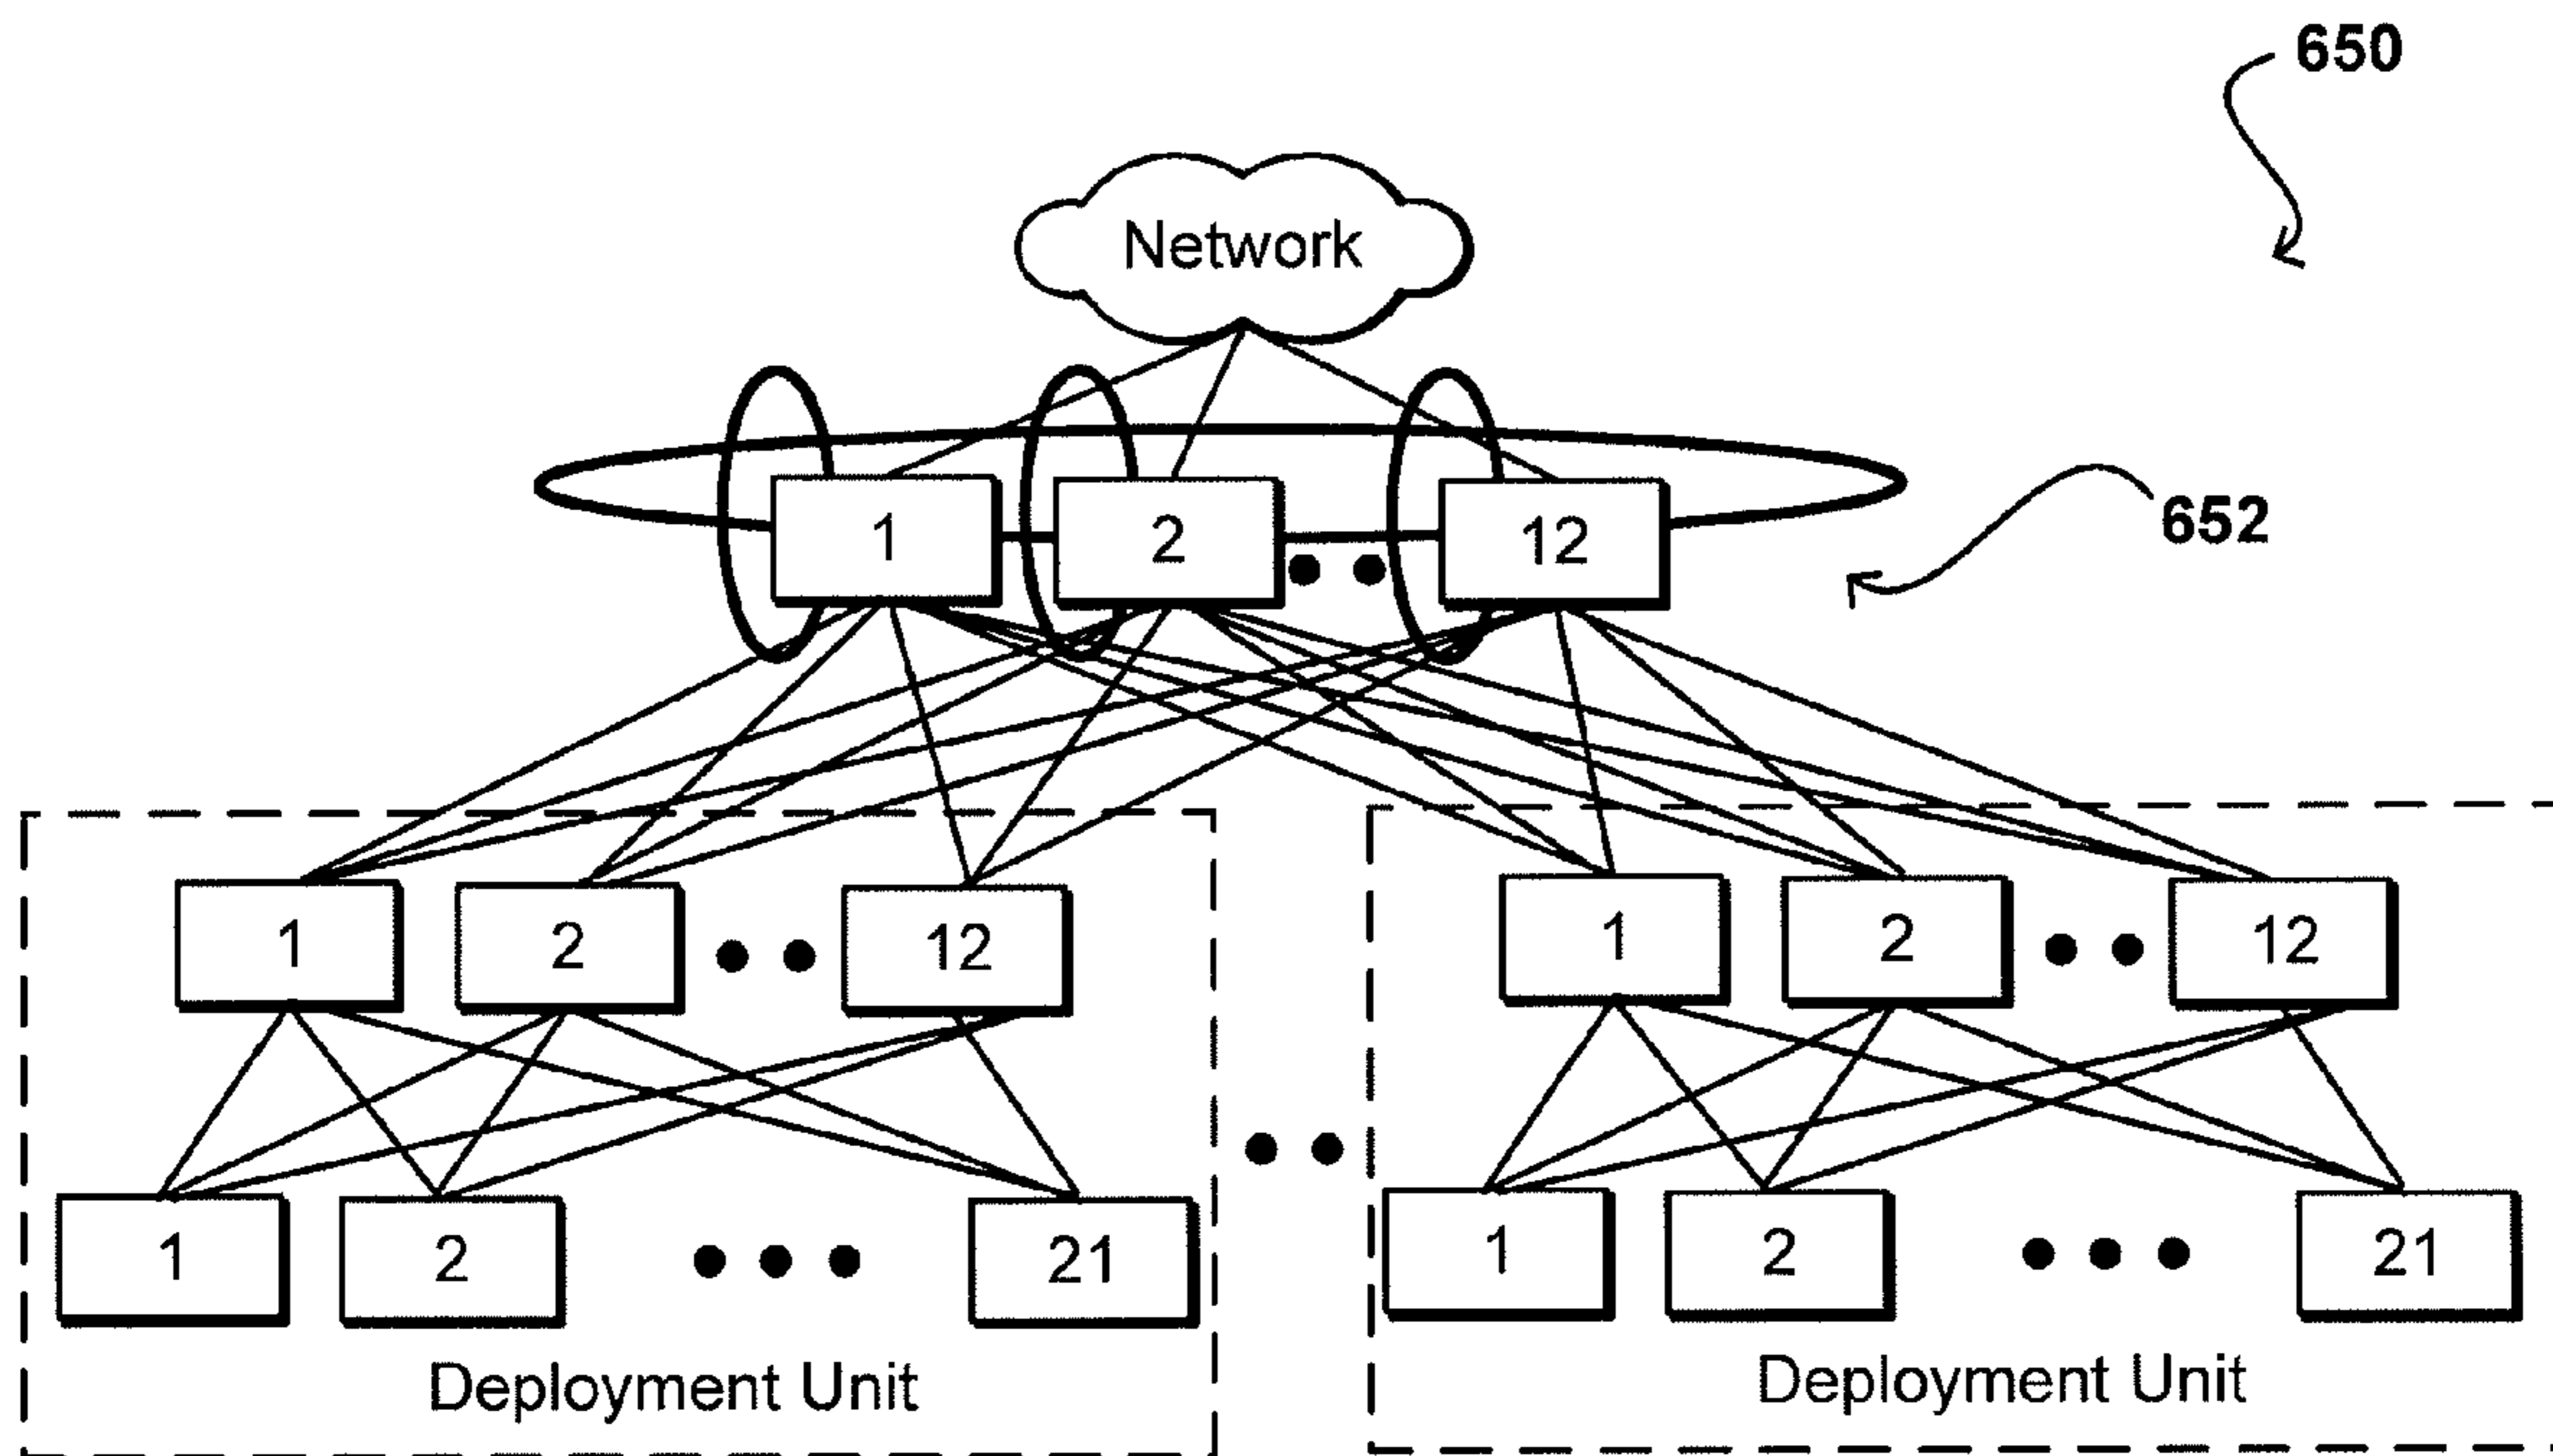 650
Network
1 2 12
652
1 2 12 1 2 12
1 2 21 1 2 21
Deployment Unit Deployment Unit